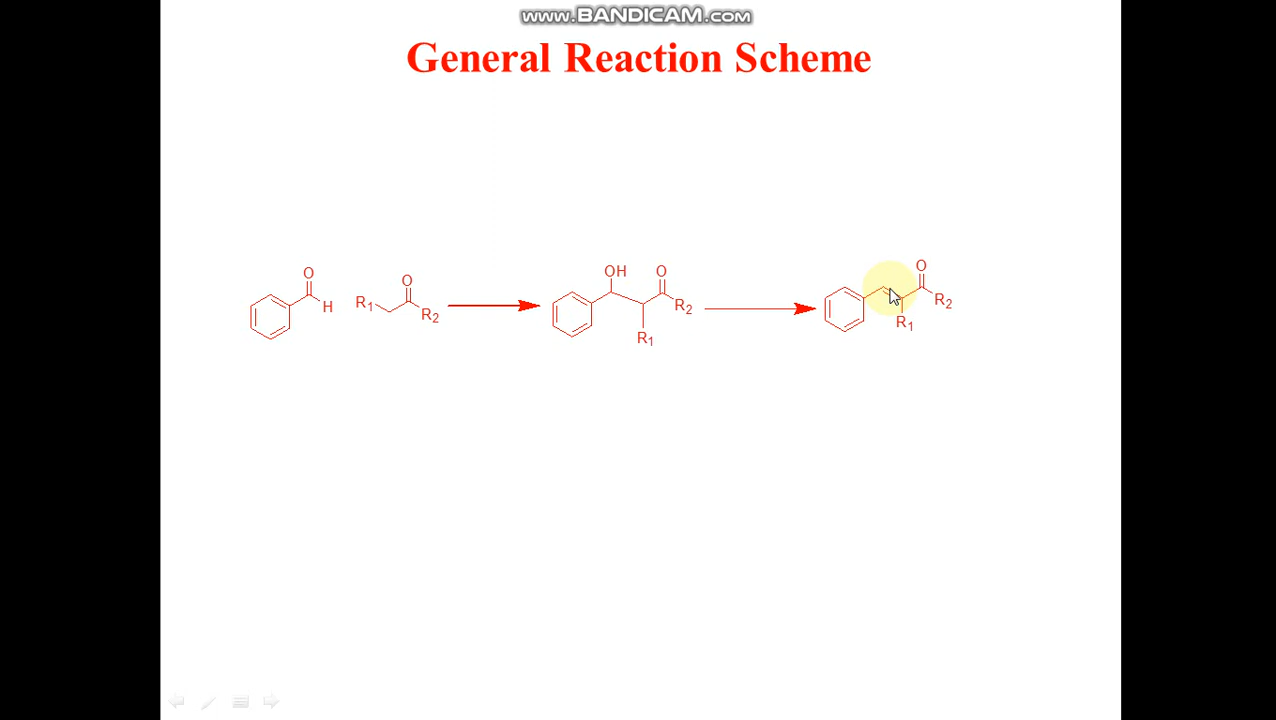 www.BANDICAM.com
General Reaction Scheme
O
H
R1
O
R2
OH
O
R2
R1
O
R2
R1